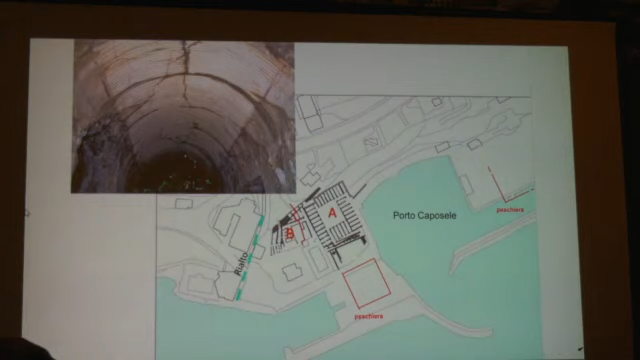 Porto Caposele
peschiera
A
B
Rialto
peschiera